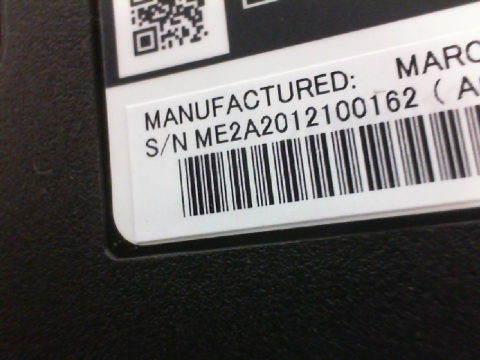 MANUFACTURED: MARC
S/N ME2A2012100162 ( A